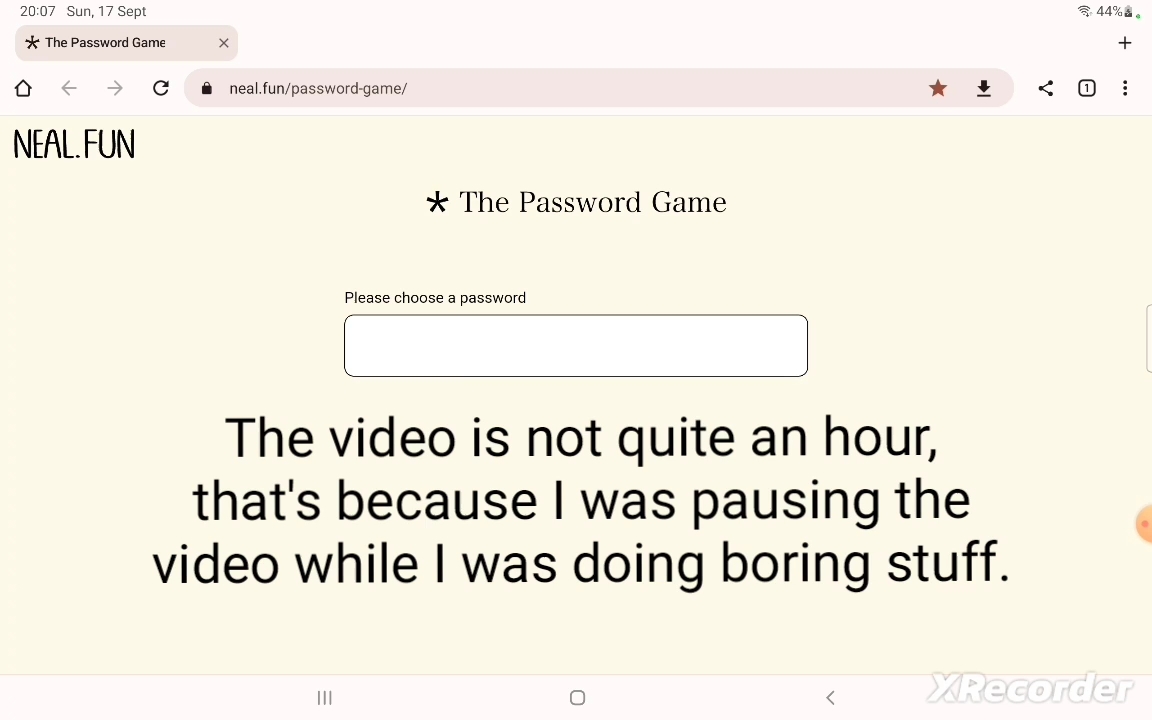 20:07 Sun, 17 Sept
44%
The Password Game
neal.fun/password-game/
1
NEAL.FUN
* The Password Game
Please choose a password
The video is not quite an hour,
that's because I was pausing the
video while I was doing boring stuff.
XRecorder